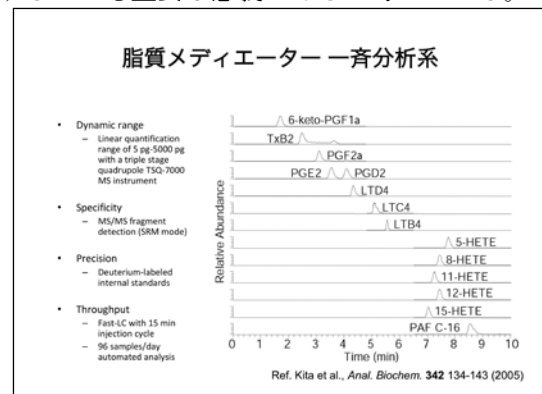 脂質メディエーター 一斉分析系
• Dynamic range
– Linear quantification
range of 5 pg-5000 pg
with a triple stage
quadrupole TSQ-7000
MS instrument
• Specificity
– MS/MS fragment
detection (SRM mode)
• Precision
– Deuterium-labeled
internal standards
• Throughput
– Fast-LC with 15 min
injection cycle
– 96 samples/day
automated analysis
Relative Abundance
6-keto-PGF1a
TxB2
PGF2a
PGE2 PGD2
LTD4
LTC4
LTB4
5-HETE
8-HETE
11-HETE
12-HETE
15-HETE
PAF C-16
0 1 2 3 4 5 6 7 8 9 10
Time (min)
Ref. Kita et al., Anal. Biochem. 342 134-143 (2005)